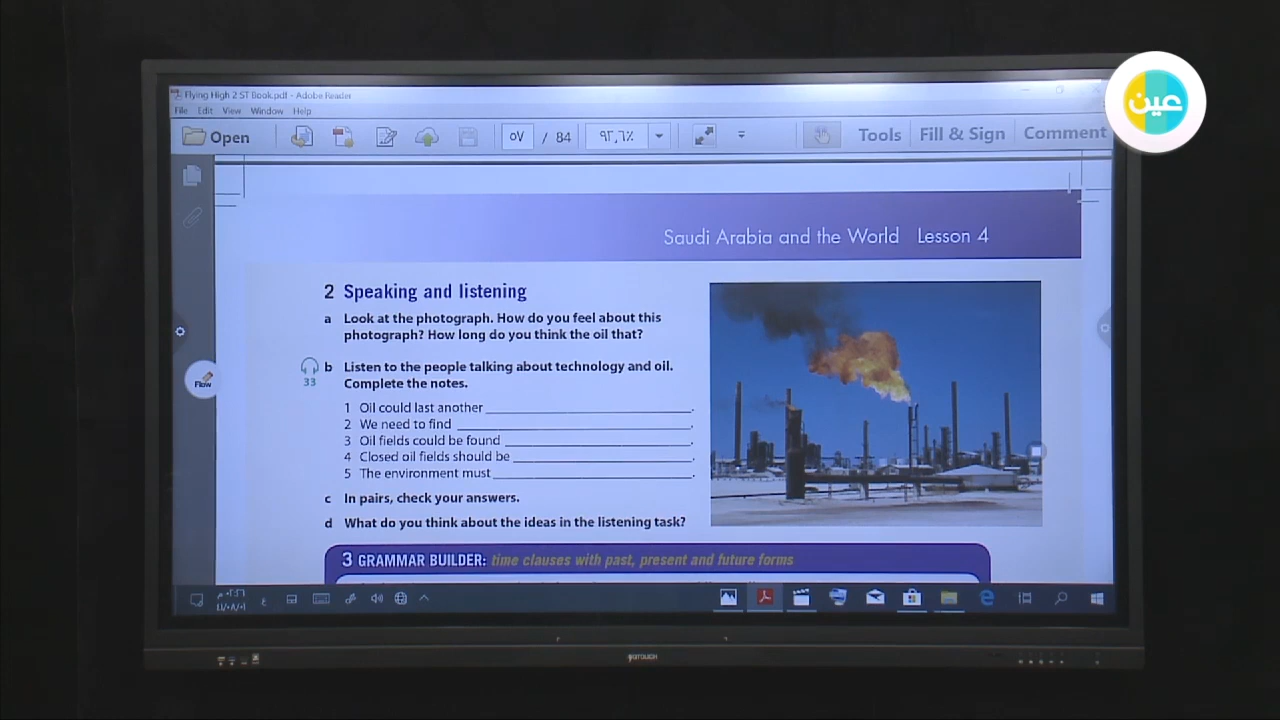 عين
Flying High 2 ST Book.pdf - Adobe Reader
File Edit View Window Help
Open ٥٧ / 84 ٩٢,٦٪ Tools Fill & Sign Comment
Saudi Arabia and the World Lesson 4
2 Speaking and listening
a Look at the photograph. How do you feel about this
photograph? How long do you think the oil that?
33 b Listen to the people talking about technology and oil.
Complete the notes.
1 Oil could last another ____.
2 We need to find ____.
3 Oil fields could be found ____.
4 Closed oil fields should be ____.
5 The environment must ____.
c In pairs, check your answers.
d What do you think about the ideas in the listening task?
3 GRAMMAR BUILDER: time clauses with past, present and future forms
Flow
ع